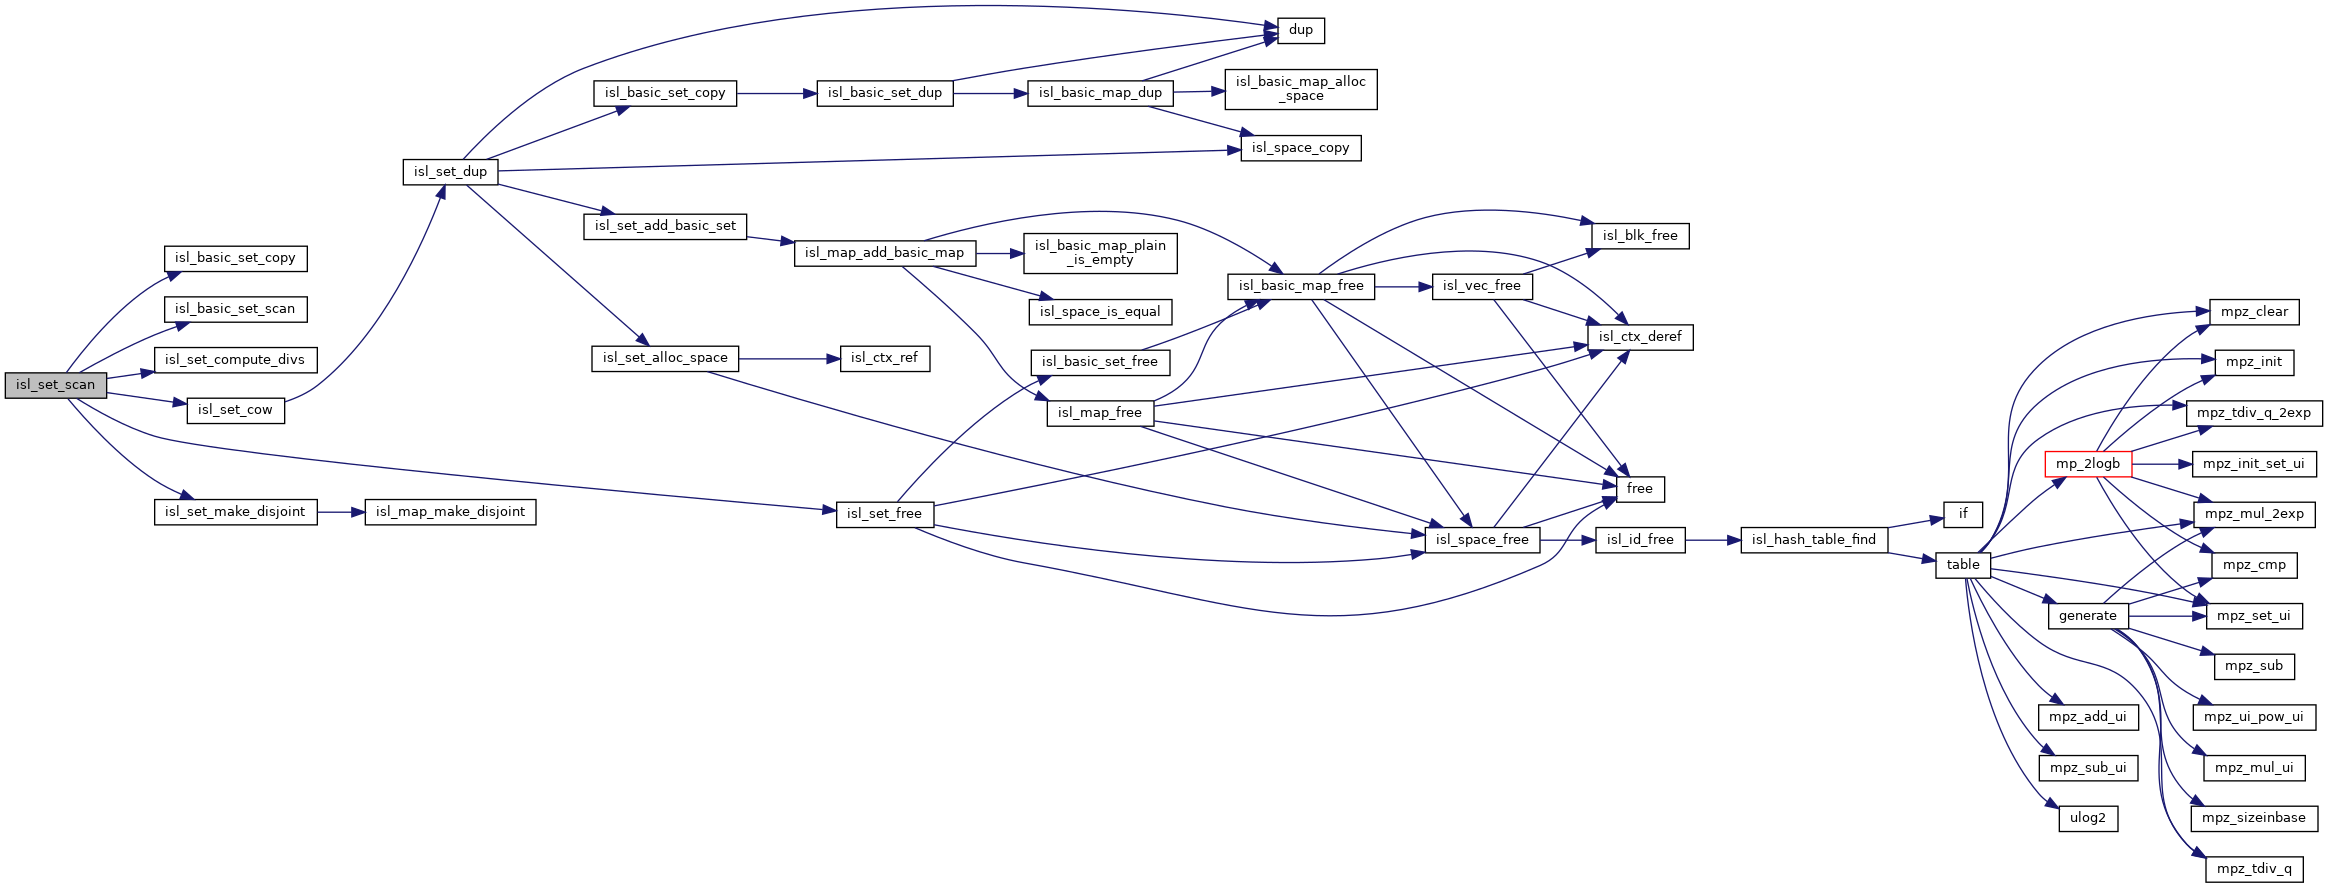 isl_set_scan
isl_basic_set_copy
isl_basic_set_scan
isl_set_compute_divs
isl_set_cow
isl_set_make_disjoint
isl_map_make_disjoint
isl_set_dup
isl_basic_set_copy
isl_set_add_basic_set
isl_set_alloc_space
isl_basic_set_dup
isl_map_add_basic_map
isl_ctx_ref
isl_set_free
isl_basic_map_dup
isl_basic_map_plain
_is_empty
isl_space_is_equal
isl_basic_set_free
isl_map_free
dup
isl_basic_map_alloc
_space
isl_space_copy
isl_basic_map_free
isl_vec_free
isl_space_free
isl_blk_free
isl_ctx_deref
free
isl_id_free
isl_hash_table_find
if
table
mp_2logb
generate
mpz_add_ui
mpz_sub_ui
ulog2
mpz_clear
mpz_init
mpz_tdiv_q_2exp
mpz_init_set_ui
mpz_mul_2exp
mpz_cmp
mpz_set_ui
mpz_sub
mpz_ui_pow_ui
mpz_mul_ui
mpz_sizeinbase
mpz_tdiv_q